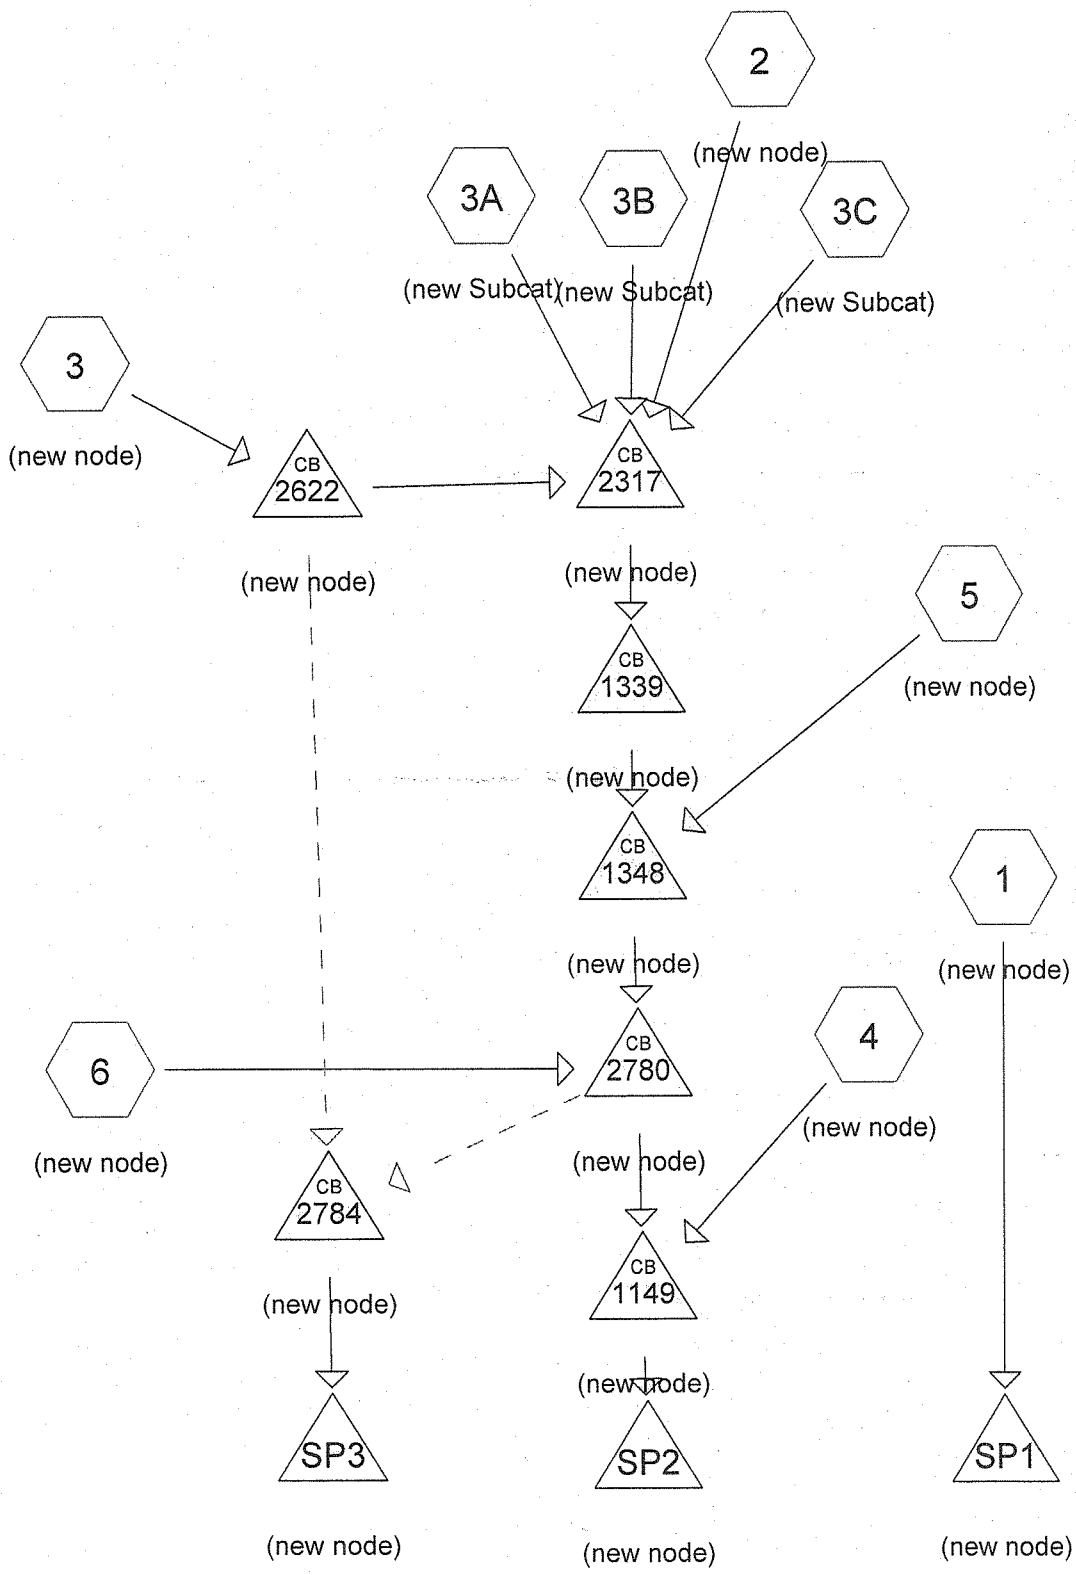 2
(new node)
3A
(new Subcat)
3B
(new Subcat)
3C
(new Subcat)
3
(new node)
CB
2622
(new node)
CB
2317
(new node)
5
(new node)
CB
1339
(new node)
CB
1348
(new node)
1
(new node)
6
(new node)
CB
2780
(new node)
4
(new node)
CB
2784
(new node)
CB
1149
(new node)
SP3
(new node)
SP2
(new node)
SP1
(new node)